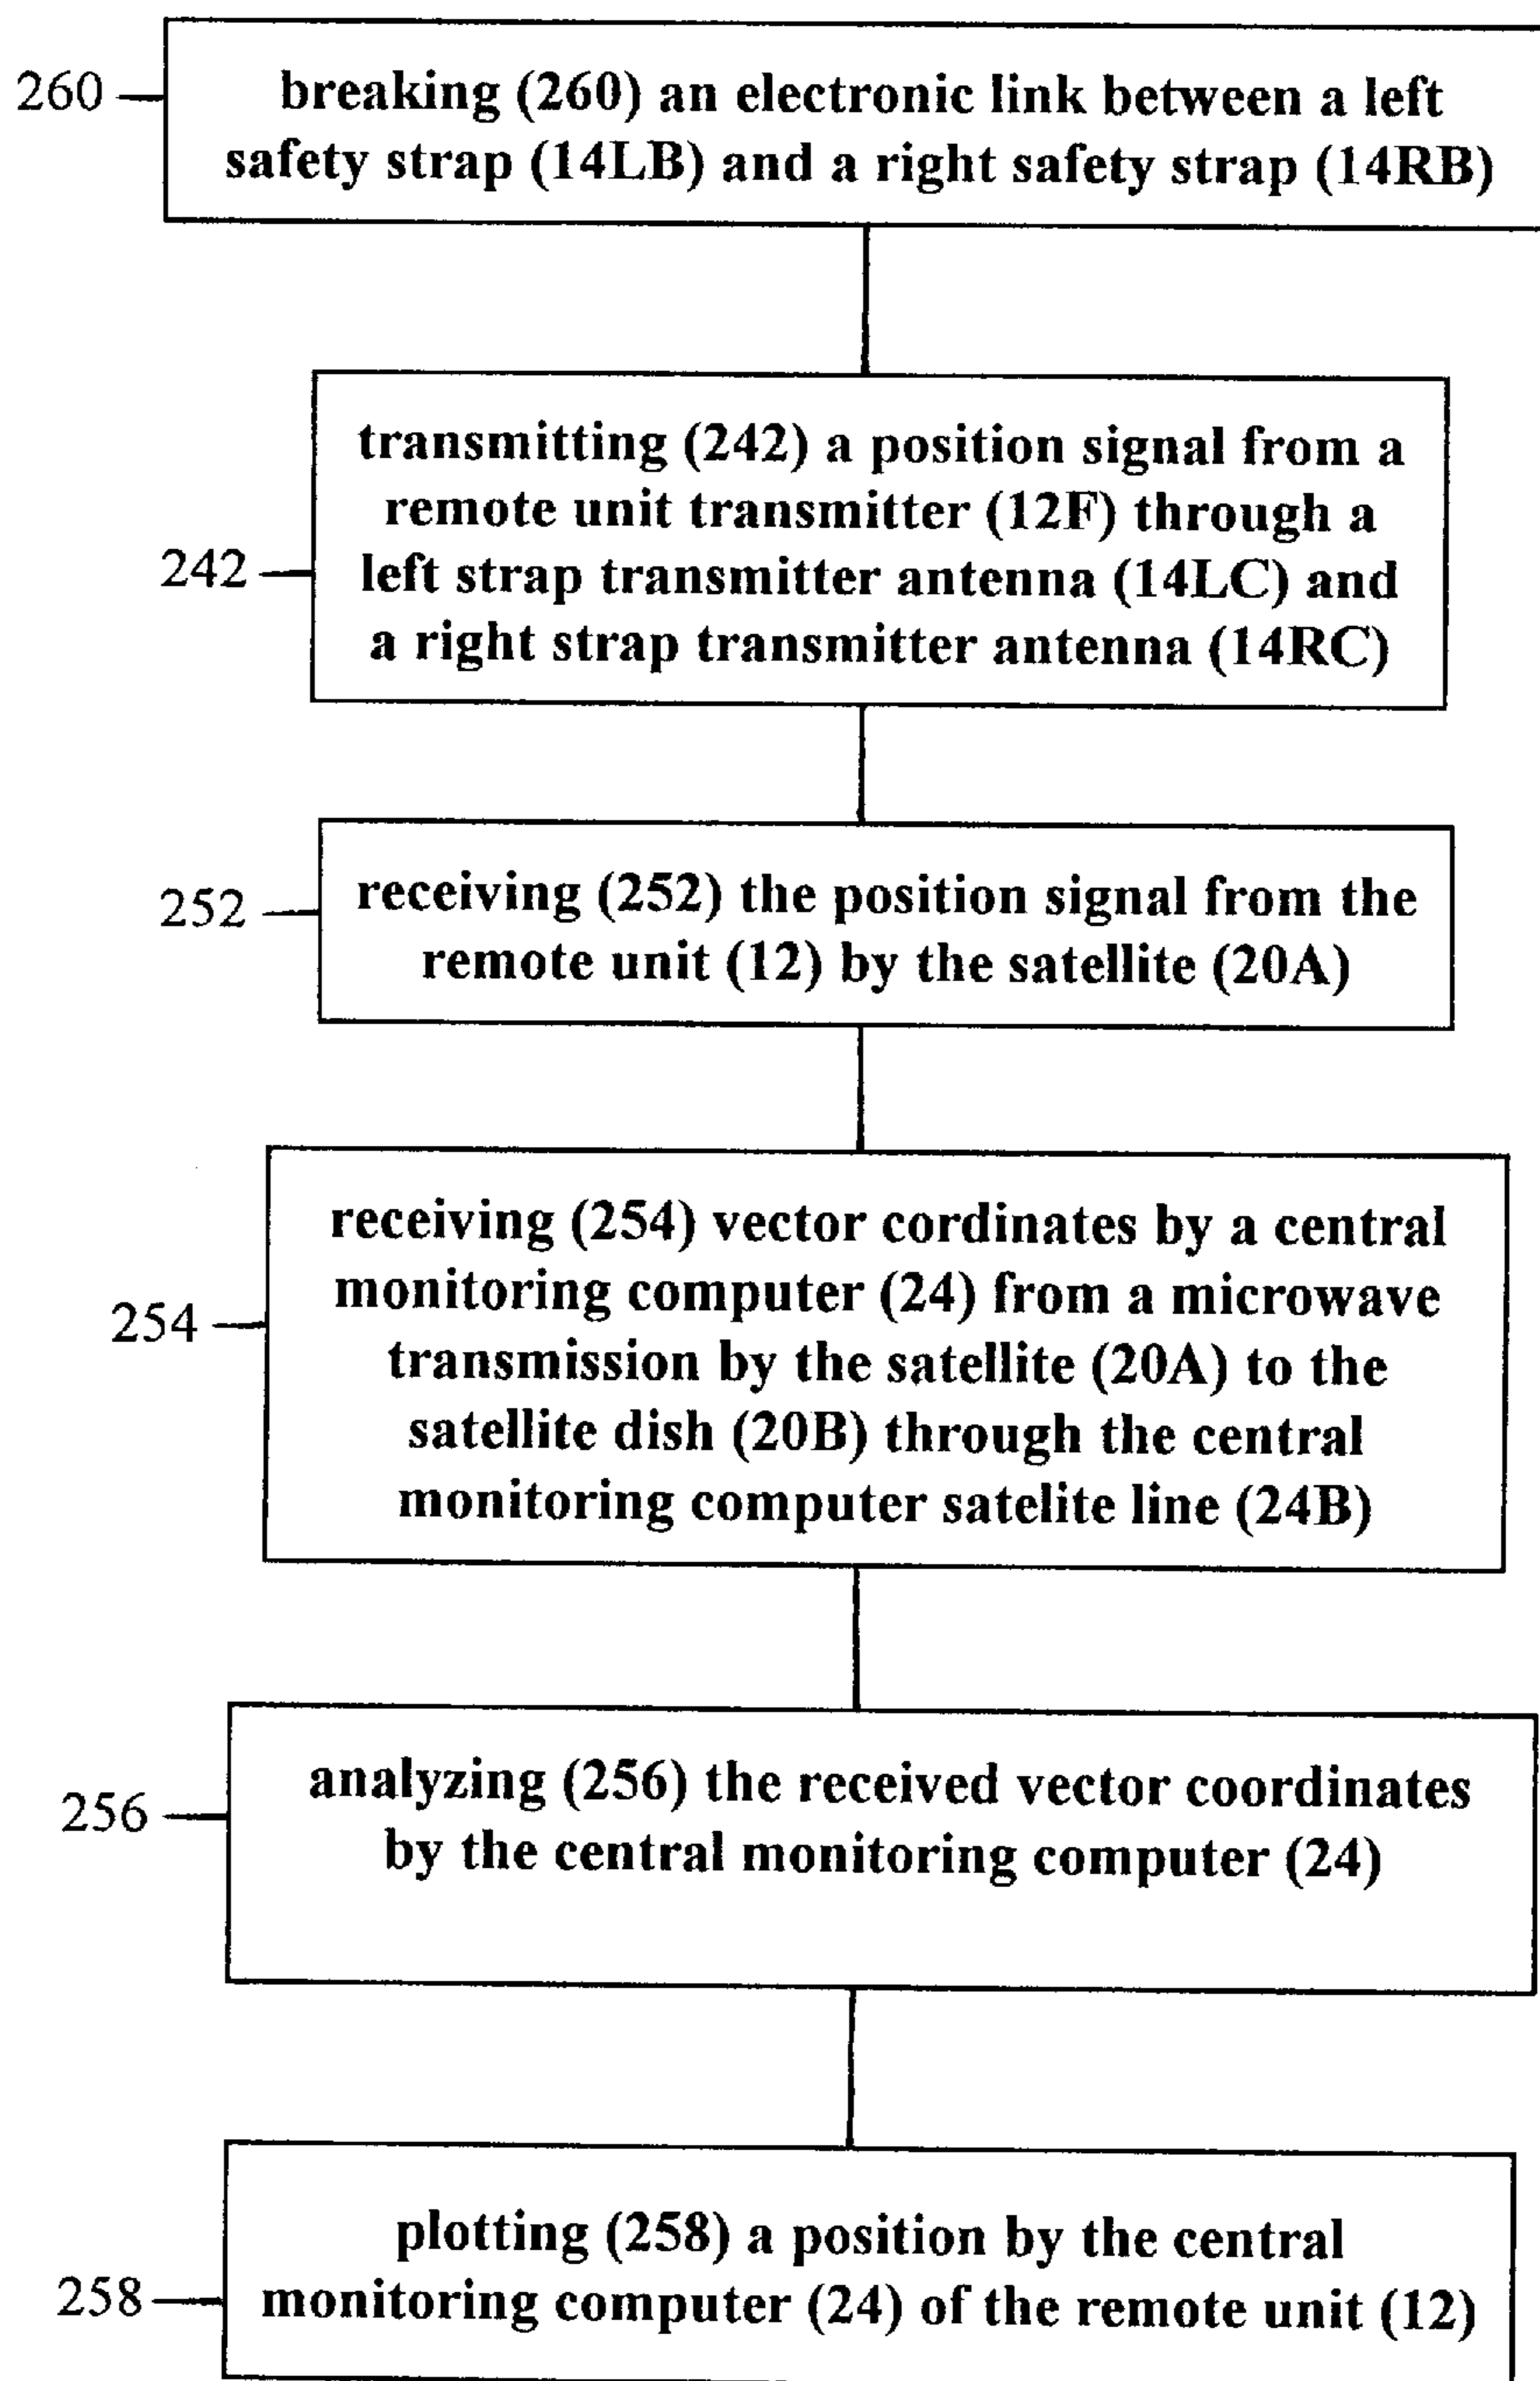 260
breaking (260) an electronic link between a left
safety strap (14LB) and a right safety strap (14RB)
242
transmitting (242) a position signal from a
remote unit transmitter (12F) through a
left strap transmitter antenna (14LC) and
a right strap transmitter antenna (14RC)
252
receiving (252) the position signal from the
remote unit (12) by the satellite (20A)
254
receiving (254) vector cordinates by a central
monitoring computer (24) from a microwave
transmission by the satellite (20A) to the
satellite dish (20B) through the central
monitoring computer satelite line (24B)
256
analyzing (256) the received vector coordinates
by the central monitoring computer (24)
258
plotting (258) a position by the central
monitoring computer (24) of the remote unit (12)